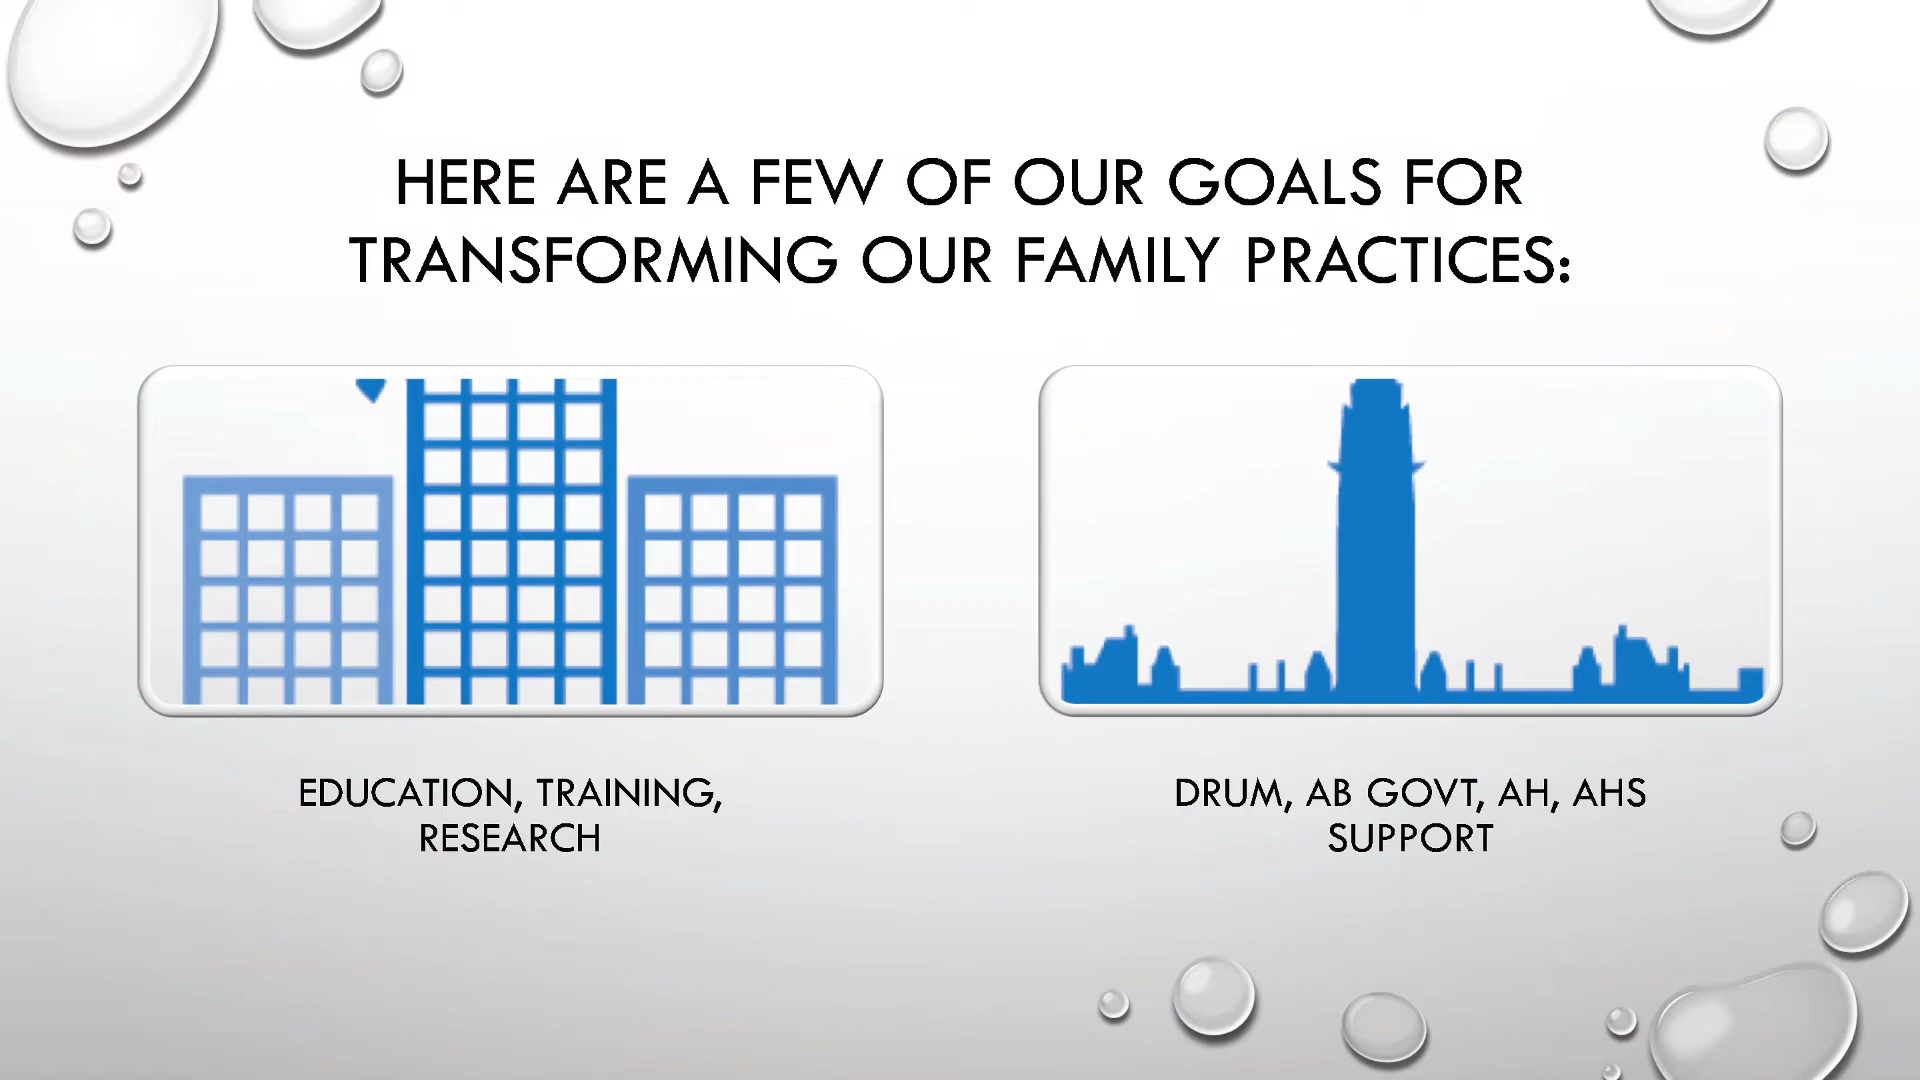 HERE ARE A FEW OF OUR GOALS FOR
TRANSFORMING OUR FAMILY PRACTICES:
EDUCATION, TRAINING,
RESEARCH
DRUM, AB GOVT, AH, AHS
SUPPORT